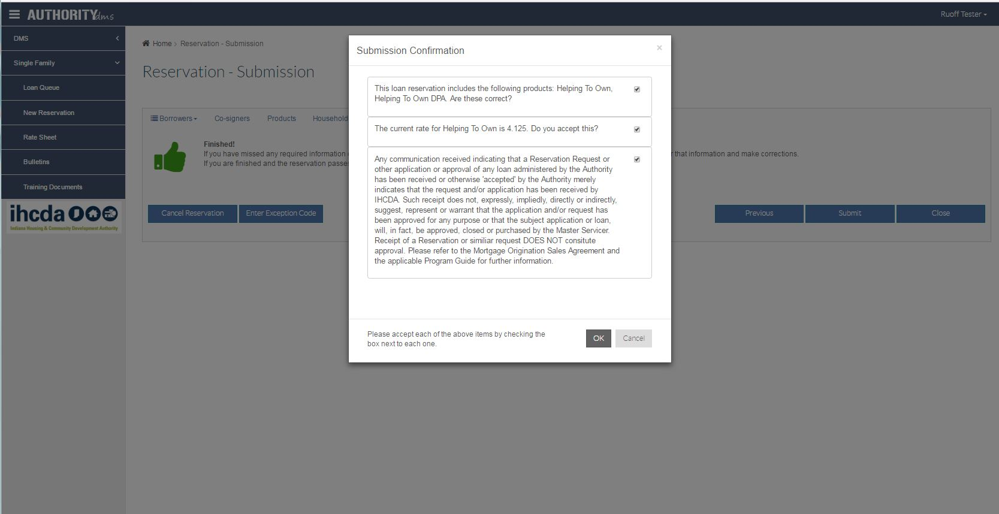 AUTHORITYdms
Ruoff Tester
DMS
Single Family
Loan Queue
New Reservation
Rate Sheet
Bulletins
Training Documents
ihcda
Indiana Housing & Community Development Authority
Home > Reservation - Submission
Reservation - Submission
Borrowers Co-signers Products Household
Finished!
If you have missed any required information
If you are finished and the reservation passe
that information and make corrections.
Cancel Reservation Enter Exception Code
Previous Submit Close
Submission Confirmation ×
This loan reservation includes the following products: Helping To Own,
Helping To Own DPA. Are these correct?
The current rate for Helping To Own is 4.125. Do you accept this?
Any communication received indicating that a Reservation Request or
other application or approval of any loan administered by the Authority
has been received or otherwise 'accepted' by the Authority merely
indicates that the request and/or application has been received by
IHCDA. Such receipt does not, expressly, impliedly, directly or indirectly,
suggest, represent or warrant that the application and/or request has
been approved for any purpose or that the subject application or loan,
will, in fact, be approved, closed or purchased by the Master Servicer.
Receipt of a Reservation or similiar request DOES NOT consitute
approval. Please refer to the Mortgage Origination Sales Agreement and
the applicable Program Guide for further information.
Please accept each of the above items by checking the
box next to each one.
OK Cancel